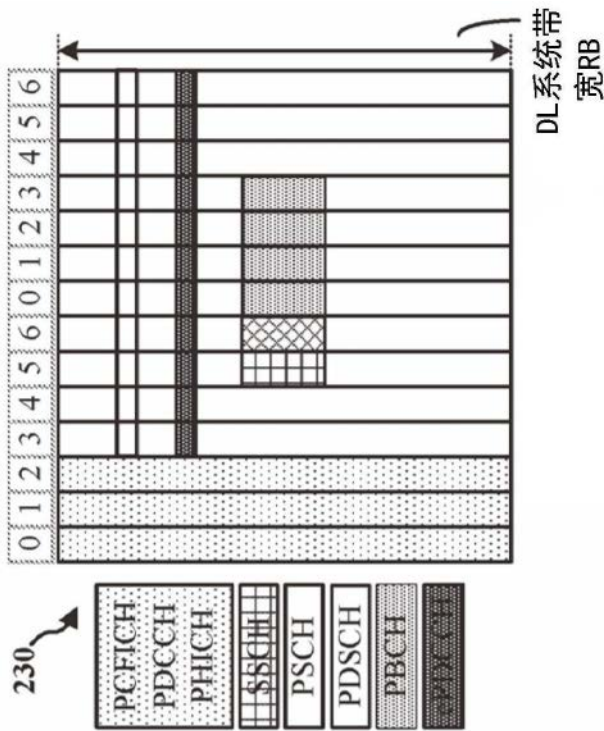 230
PCFICH
PDCCH
PHICH
SSCH
PSCH
PDSCH
PBCH
ePDCCH
0 1 2 3 4 5 6 0 1 2 3 4 5 6
DL系统带
宽RB